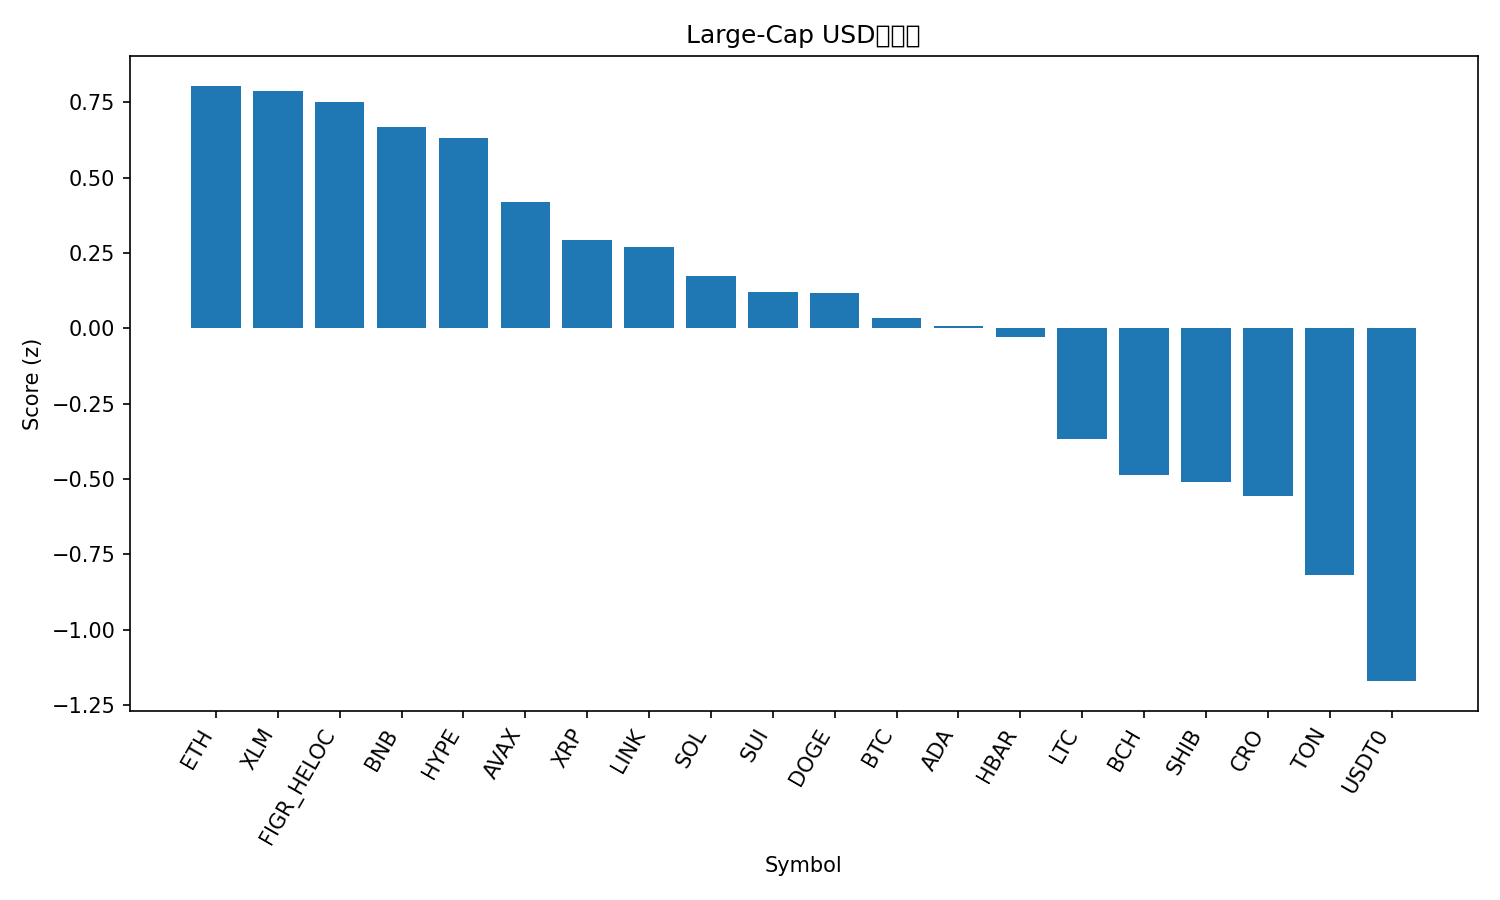 Large-Cap USD
0.75
0.50
0.25
0.00
−0.25
−0.50
−0.75
−1.00
−1.25
Score (z)
ETH
XLM
FIGR_HELOC
BNB
HYPE
AVAX
XRP
LINK
SOL
SUI
DOGE
BTC
ADA
HBAR
LTC
BCH
SHIB
CRO
TON
USDT0
Symbol